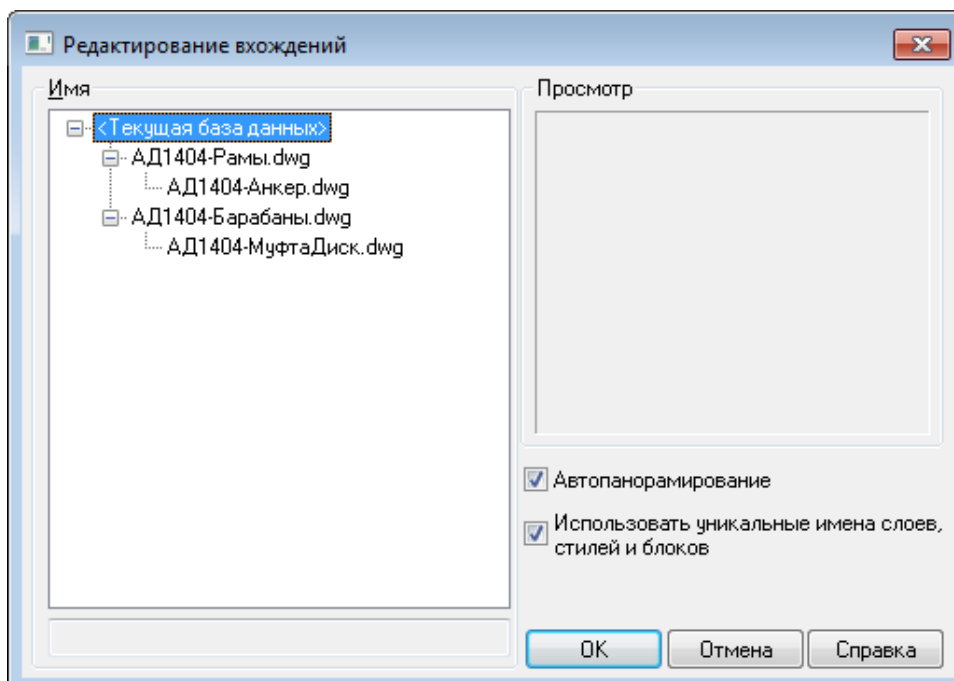 Редактирование вхождений
Имя
<Текущая база данных>
АД1404-Рамы.dwg
АД1404-Анкер.dwg
АД1404-Барабаны.dwg
АД1404-МуфтаДиск.dwg
Просмотр
Автопанорамирование
Использовать уникальные имена слоев,
стилей и блоков
OK
Отмена
Справка